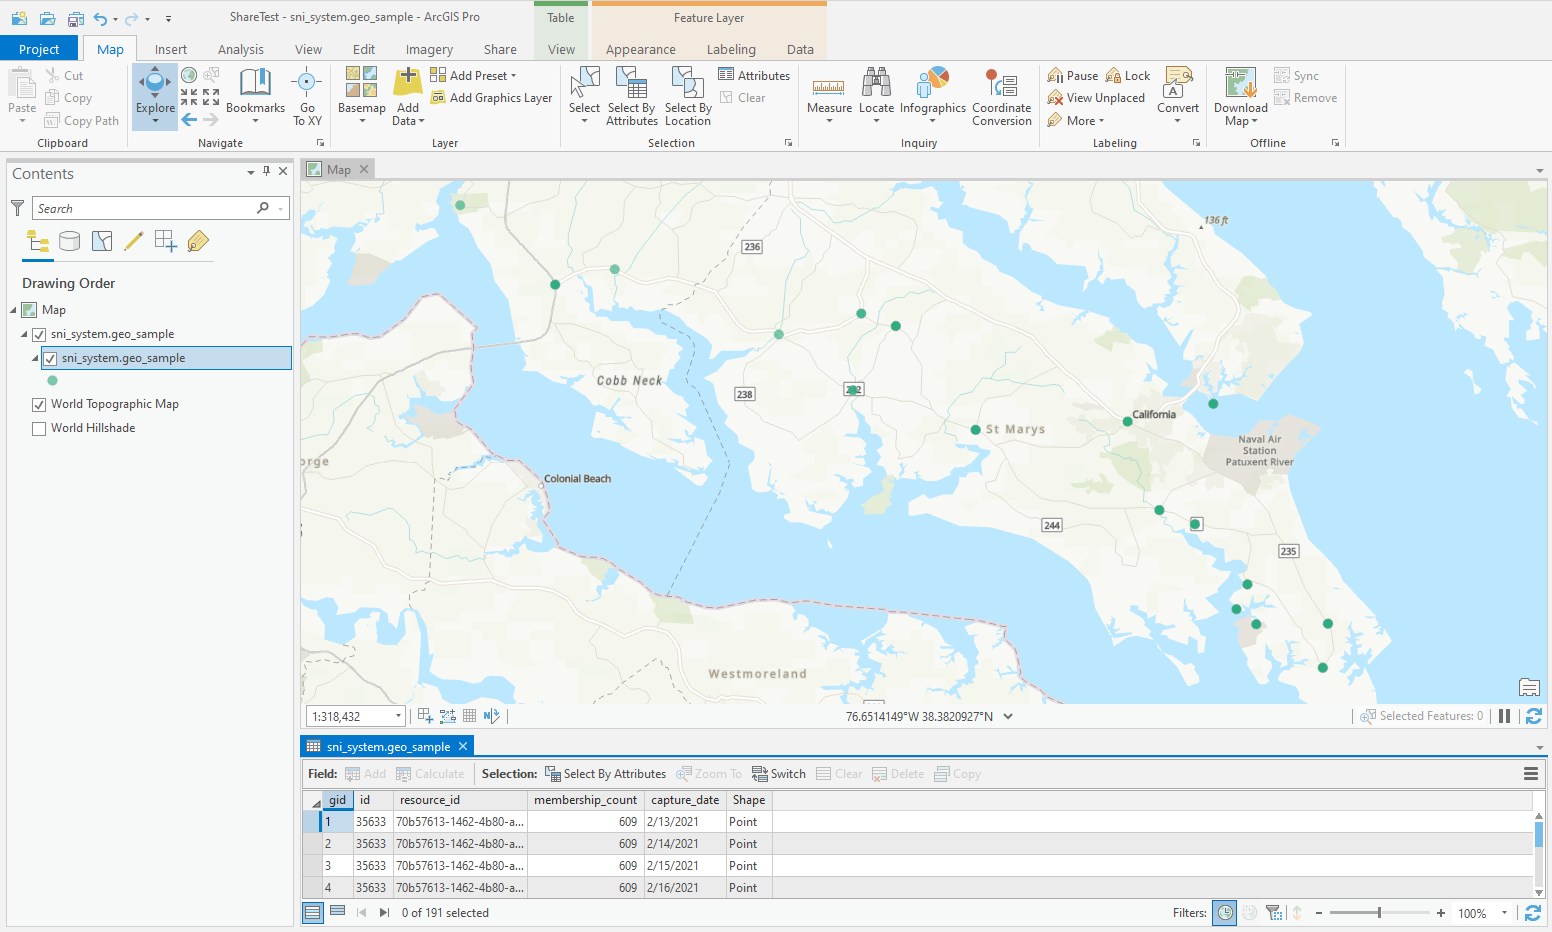 ShareTest - sni_system.geo_sample - ArcGIS Pro
Table
Feature Layer
Project
Map
Insert
Analysis
View
Edit
Imagery
Share
View
Appearance
Labeling
Data
Paste
Cut
Copy
Copy Path
Clipboard
Explore
Bookmarks
Go To XY
Navigate
Basemap
Add Data
Add Preset
Add Graphics Layer
Layer
Select
Select By Attributes
Select By Location
Attributes
Clear
Selection
Measure
Locate
Infographics
Coordinate Conversion
Inquiry
Pause
Lock
View Unplaced
More
Convert
Labeling
Download Map
Sync
Remove
Offline
Contents
Search
Drawing Order
Map
sni_system.geo_sample
sni_system.geo_sample
World Topographic Map
World Hillshade
Map
136 ft
236
Cobb Neck
238
California
St Marys
Naval Air
Station
Patuxent River
orge
Colonial Beach
244
235
Westmoreland
1:318,432
76.6514149°W 38.3820927°N
Selected Features: 0
sni_system.geo_sample
Field: Add Calculate Selection: Select By Attributes Zoom To Switch Clear Delete Copy
gid id resource_id membership_count capture_date Shape
1 35633 70b57613-1462-4b80-a... 609 2/13/2021 Point
2 35633 70b57613-1462-4b80-a... 609 2/14/2021 Point
3 35633 70b57613-1462-4b80-a... 609 2/15/2021 Point
4 35633 70b57613-1462-4b80-a... 609 2/16/2021 Point
0 of 191 selected
Filters:
100%